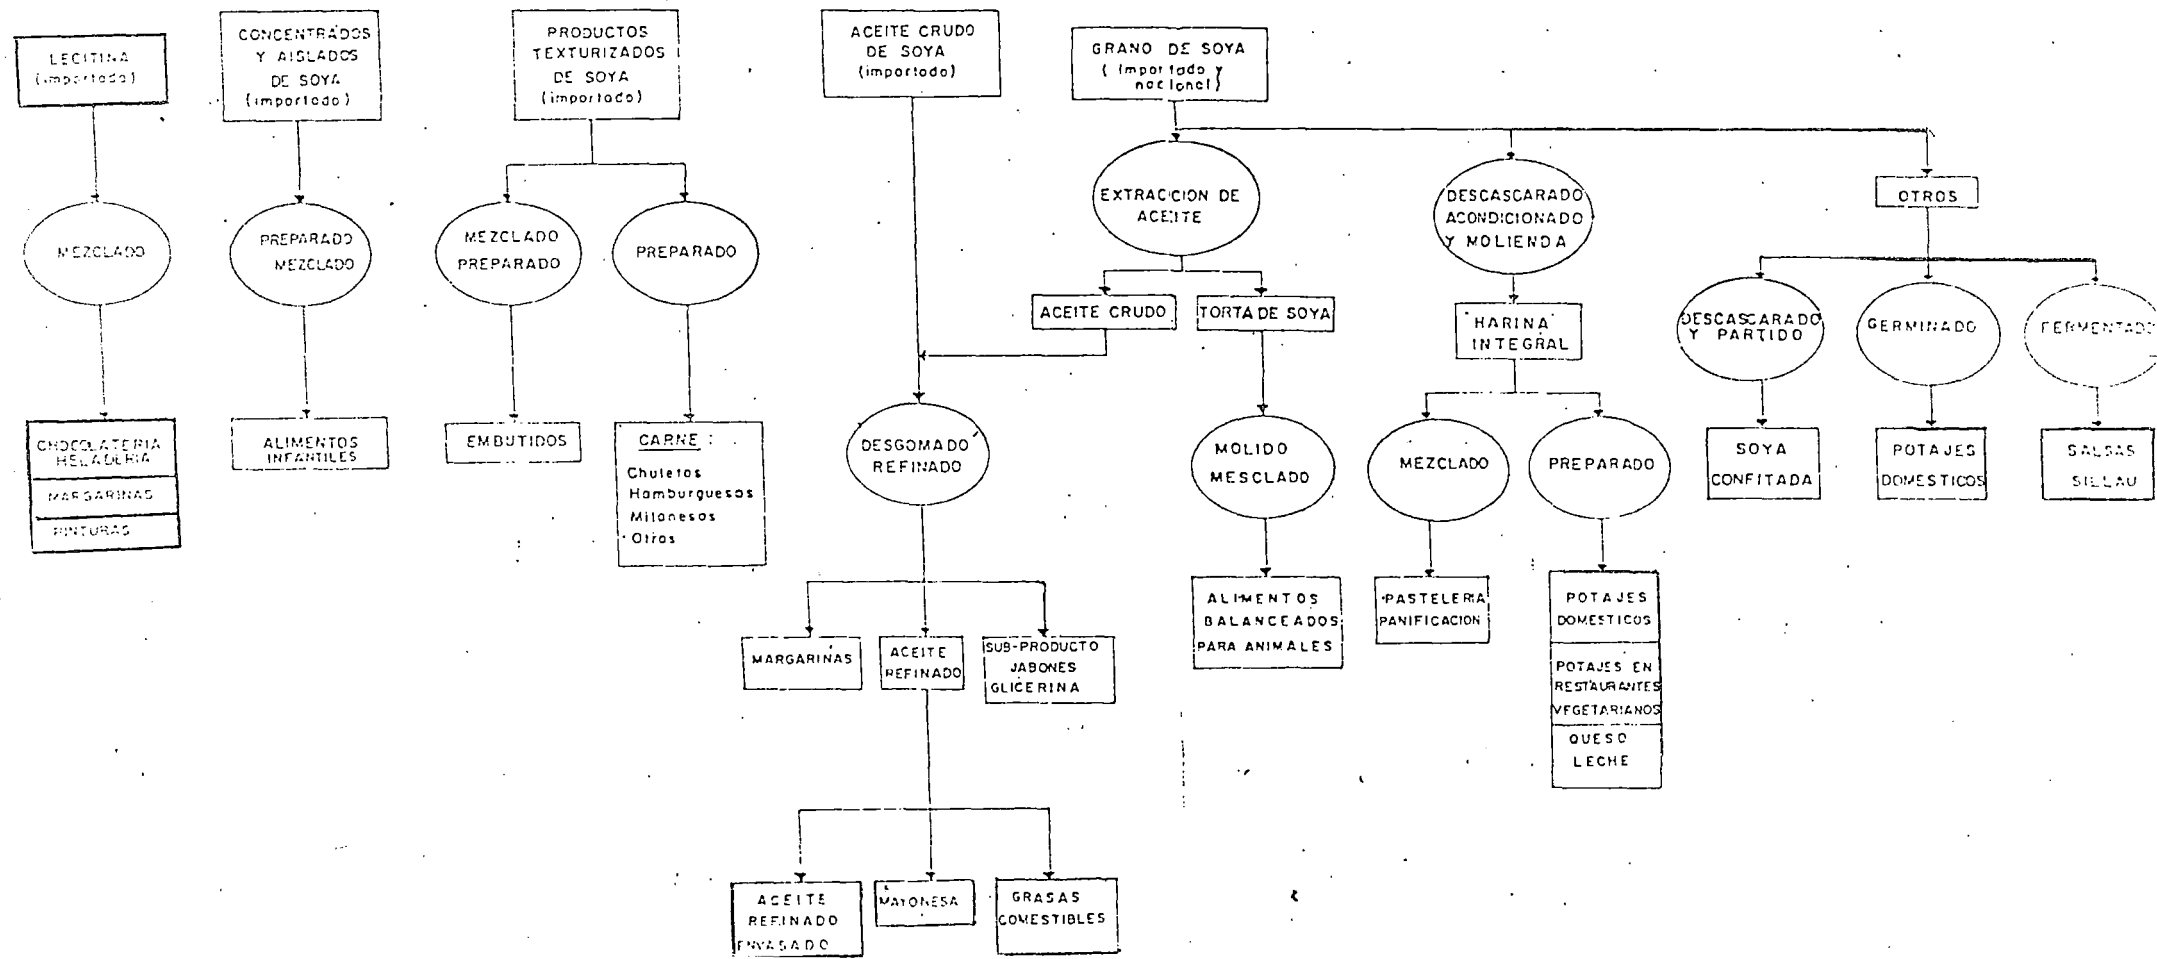 LECITINA
(importado)
CONCENTRADOS
Y AISLADOS
DE SOYA
(importado)
PRODUCTOS
TEXTURIZADOS
DE SOYA
(importado)
ACEITE CRUDO
DE SOYA
(importado)
GRANO DE SOYA
( Importado y
nacional)
MEZCLADO
PREPARADO
MEZCLADO
MEZCLADO
PREPARADO
PREPARADO
EXTRACCION DE
ACEITE
DESCASCARADO
ACONDICIONADO
Y MOLIENDA
OTROS
ACEITE CRUDO
TORTA DE SOYA
HARINA
INTEGRAL
DESCASCARADO
Y PARTIDO
GERMINADO
FERMENTADO
CHOCOLATERIA
HELADERIA
MARGARINAS
PINTURAS
ALIMENTOS
INFANTILES
EMBUTIDOS
CARNE :
Chuletas
Hamburguesas
Milanesas
Otros
DESGOMADO
REFINADO
MOLIDO
MESCLADO
MEZCLADO
PREPARADO
SOYA
CONFITADA
POTAJES
DOMESTICOS
SALSAS
SILLAU
MARGARINAS
ACEITE
REFINADO
SUB-PRODUCTO
JABONES
GLICERINA
ALIMENTOS
BALANCEADOS
PARA ANIMALES
PASTELERIA
PANIFICACION
POTAJES
DOMESTICOS
POTAJES EN
RESTAURANTES
VEGETARIANOS
QUESO
LECHE
ACEITE
REFINADO
ENVASADO
MAYONESA
GRASAS
COMESTIBLES